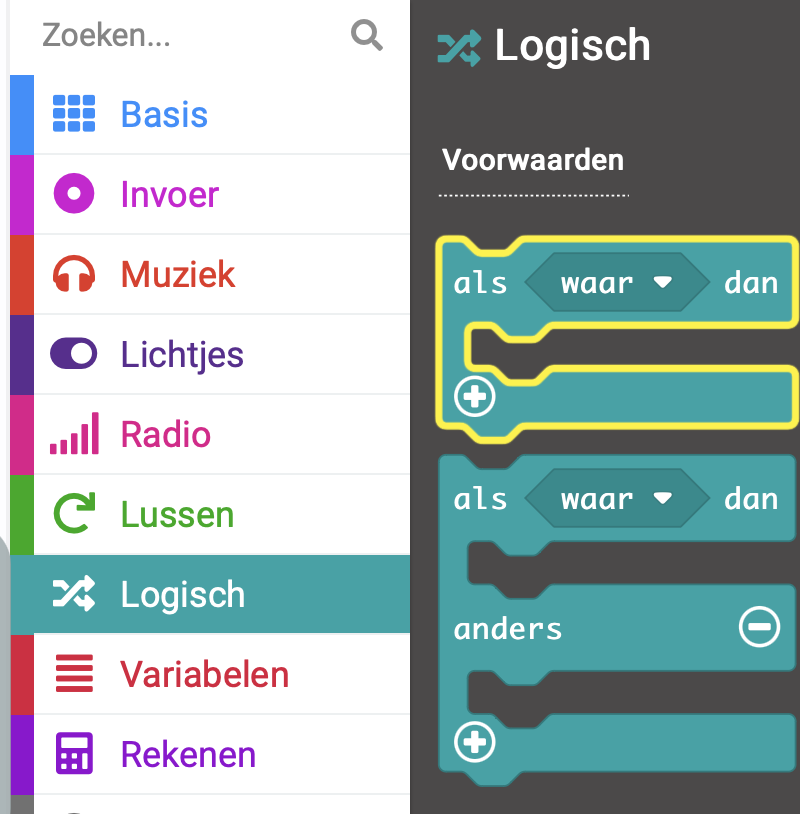 Zoeken...
Basis
Invoer
Muziek
Lichtjes
Radio
Lussen
Logisch
Variabelen
Rekenen
Logisch
Voorwaarden
als waar dan
als waar dan
anders